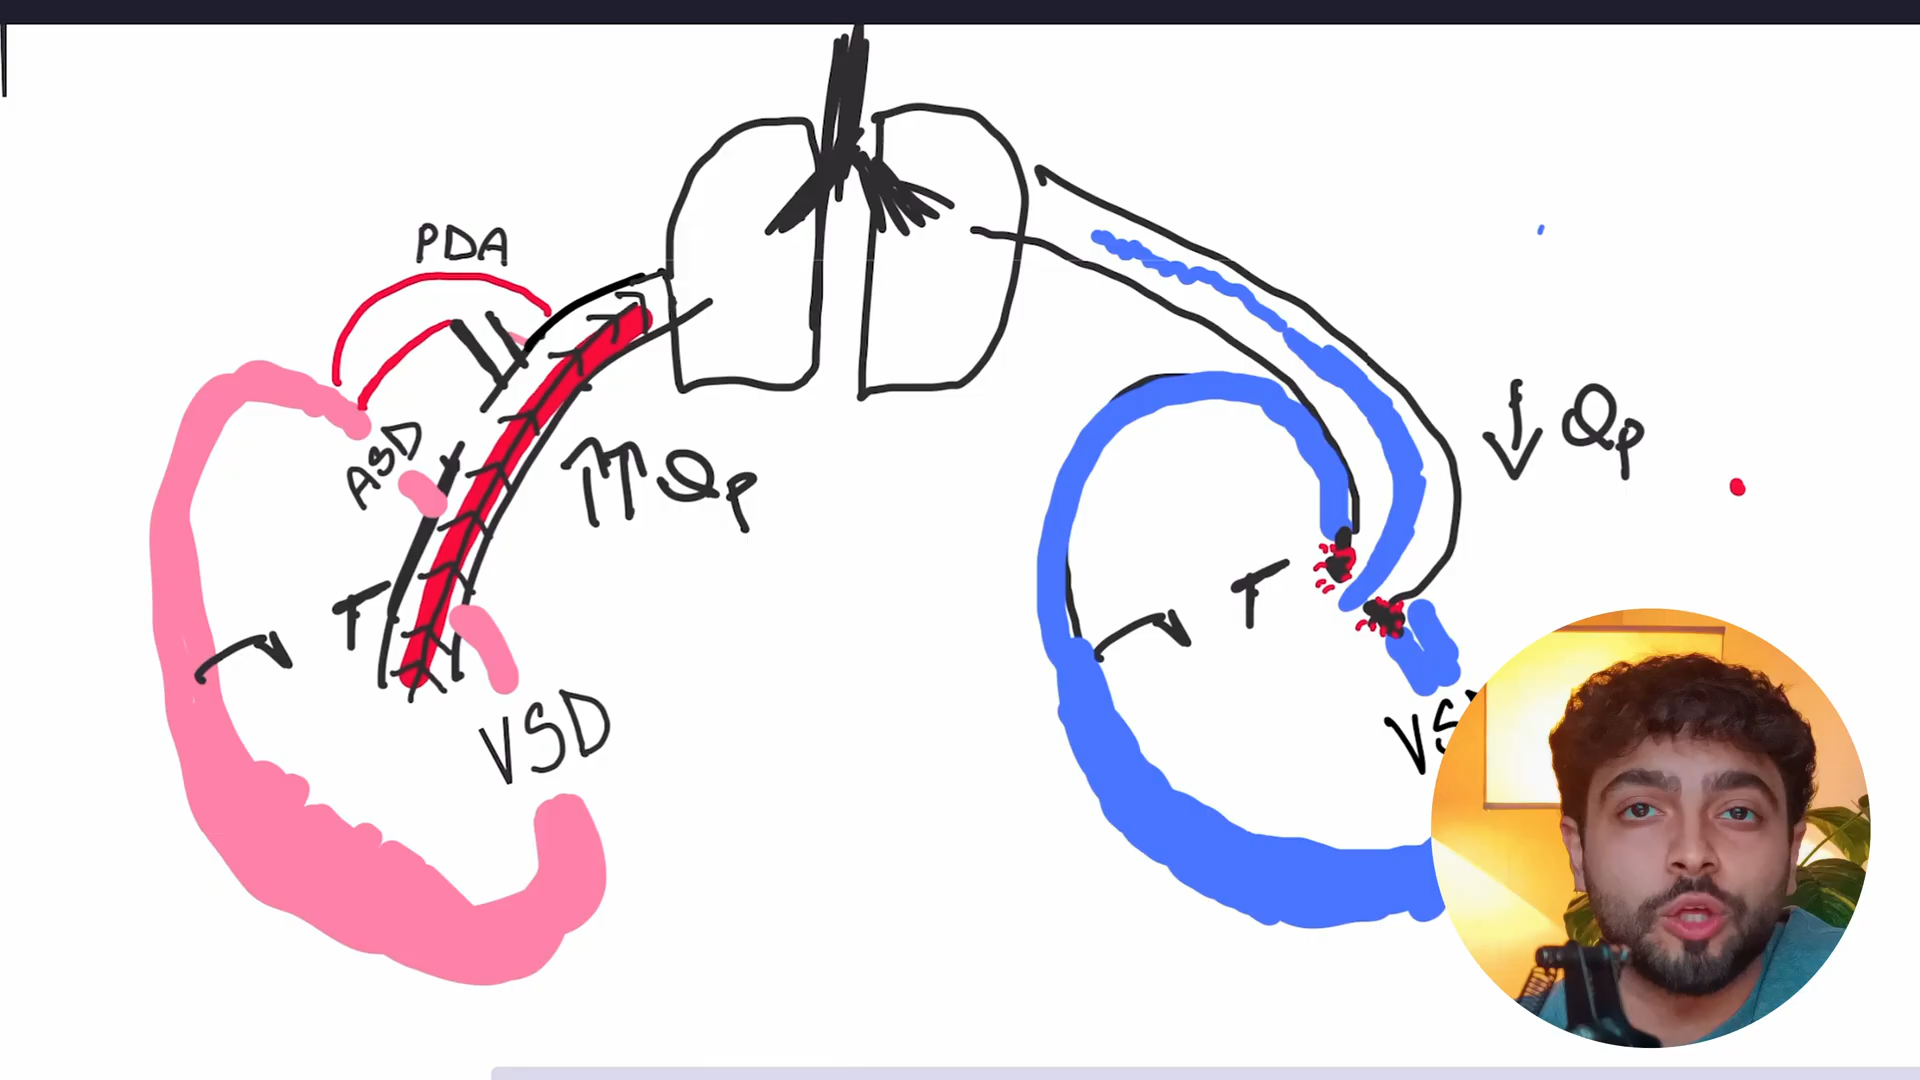 PDA
ASD
↑↑ Qp
T
VSD
↓ Qp
T